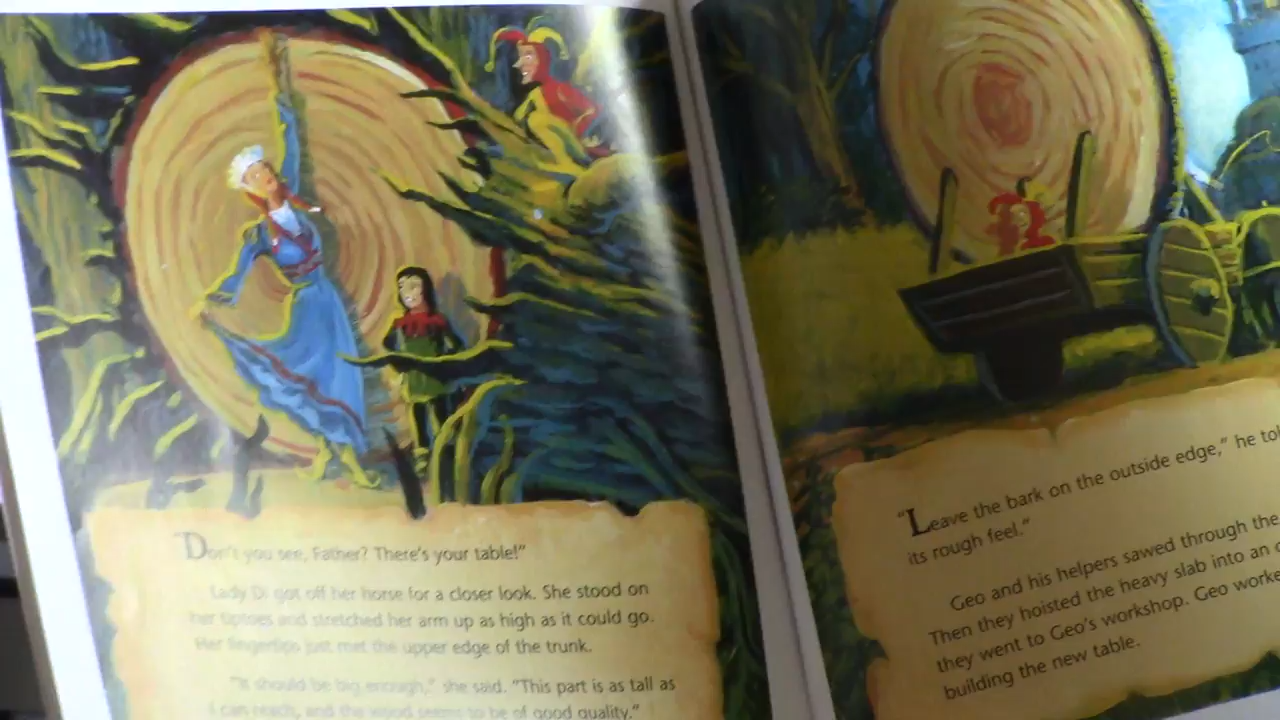 "Don't you see, Father? There's your table!"
Lady Di got off her horse for a closer look. She stood on
her tiptoes and stretched her arm up as high as it could go.
Her fingertips just met the upper edge of the trunk.
"It should be big enough," she said. "This part is as tall as
I can reach, and the wood seems to be of good quality."
"Leave the bark on the outside edge," he
its rough feel."
Geo and his helpers sawed through the
Then they hoisted the heavy slab into an
they went to Geo's workshop. Geo
building the new table.